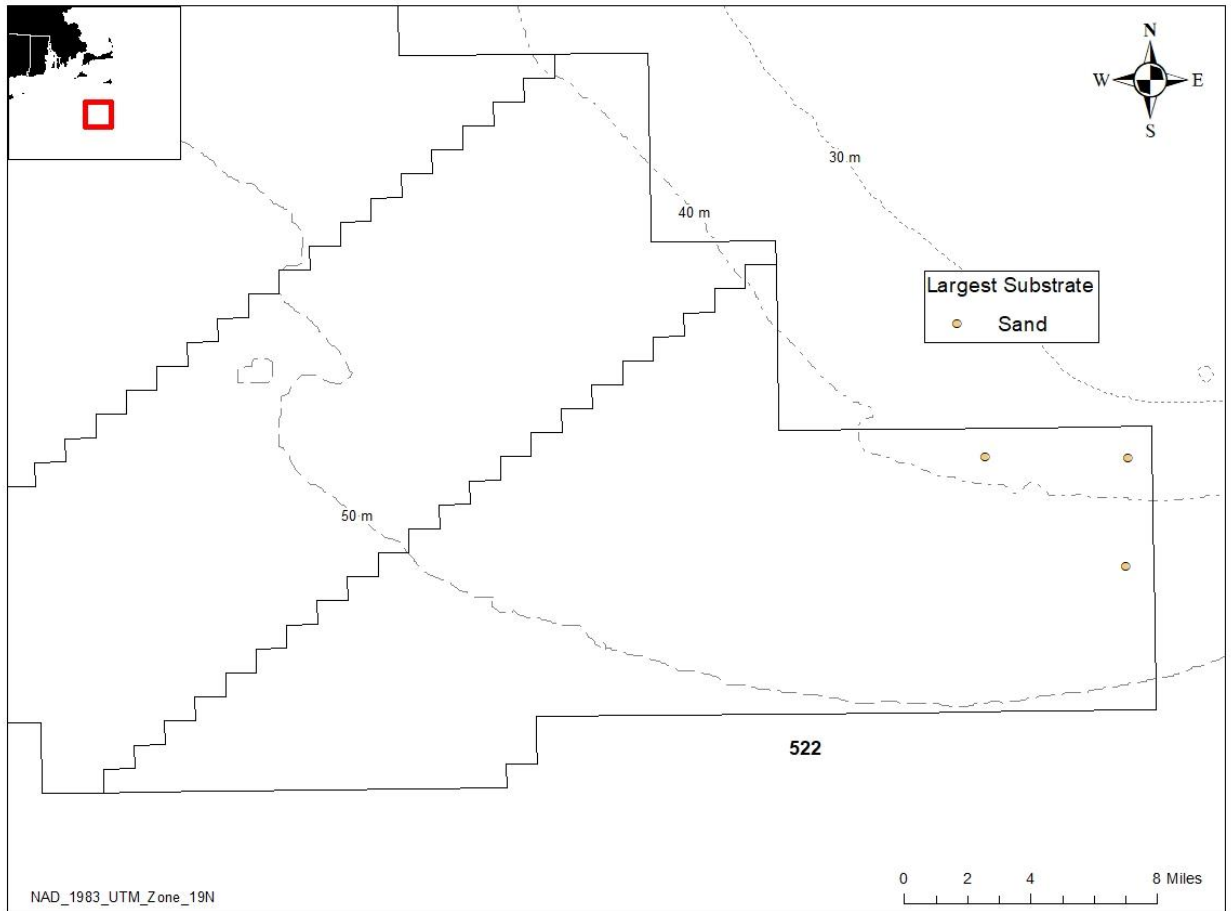 N
W E
S
30 m
40 m
Largest Substrate
Sand
50 m
522
0 2 4 8 Miles
NAD_1983_UTM_Zone_19N